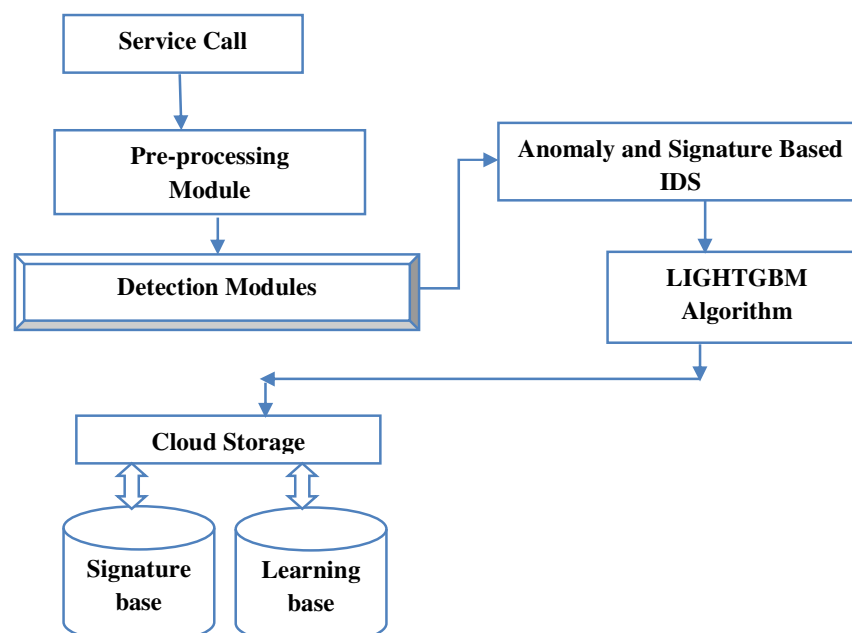 Service Call
Pre-processing
Module
Detection Modules
Anomaly and Signature Based
IDS
LIGHTGBM
Algorithm
Cloud Storage
Signature
base
Learning
base